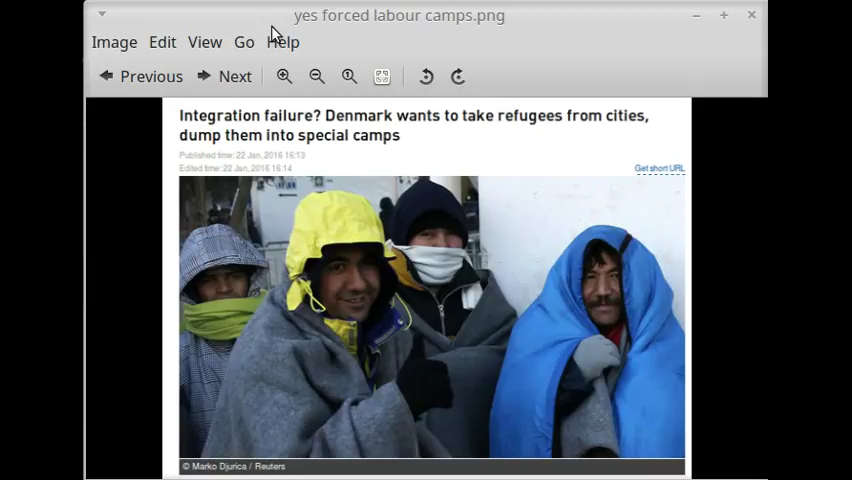 yes forced labour camps.png
Image Edit View Go Help
Previous Next
Integration failure? Denmark wants to take refugees from cities,
dump them into special camps
Published time: 22 Jan, 2016 16:13
Edited time: 22 Jan, 2016 16:14
Get short URL
© Marko Djurica / Reuters